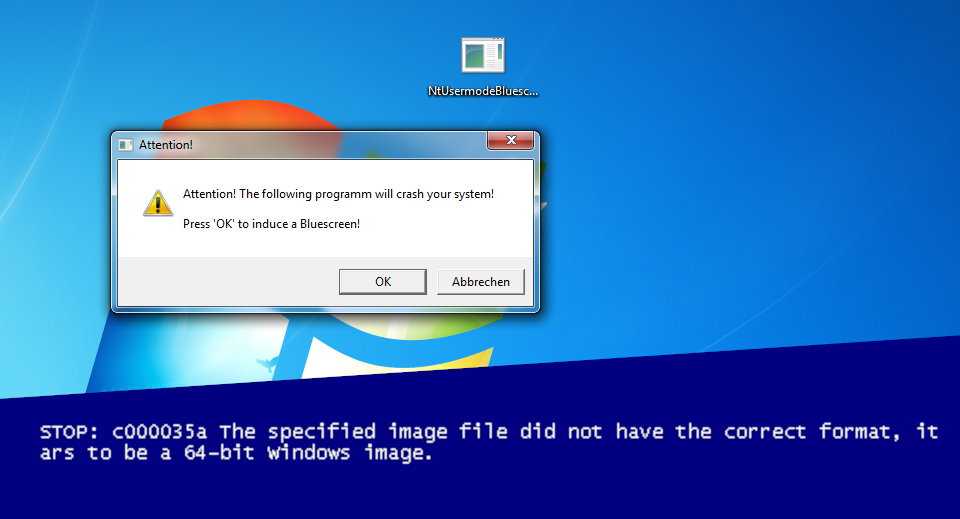 NtUsermodeBluesc...
Attention!
Attention! The following programm will crash your system!
Press 'OK' to induce a Bluescreen!
OK
Abbrechen
STOP: c000035a The specified image file did not have the correct format, it
ars to be a 64-bit Windows image.